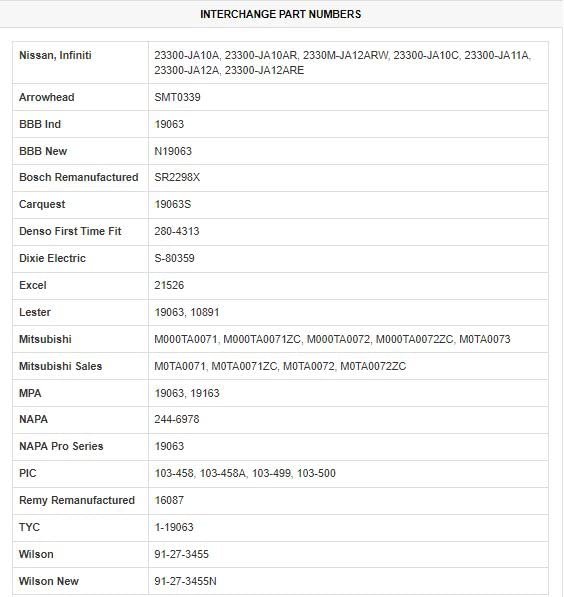 INTERCHANGE PART NUMBERS
Nissan, Infiniti 23300-JA10A, 23300-JA10AR, 2330M-JA12ARW, 23300-JA10C, 23300-JA11A,
23300-JA12A, 23300-JA12ARE
Arrowhead SMT0339
BBB Ind 19063
BBB New N19063
Bosch Remanufactured SR2298X
Carquest 19063S
Denso First Time Fit 280-4313
Dixie Electric S-80359
Excel 21526
Lester 19063, 10891
Mitsubishi M000TA0071, M000TA0071ZC, M000TA0072, M000TA0072ZC, M0TA0073
Mitsubishi Sales M0TA0071, M0TA0071ZC, M0TA0072, M0TA0072ZC
MPA 19063, 19163
NAPA 244-6978
NAPA Pro Series 19063
PIC 103-458, 103-458A, 103-499, 103-500
Remy Remanufactured 16087
TYC 1-19063
Wilson 91-27-3455
Wilson New 91-27-3455N